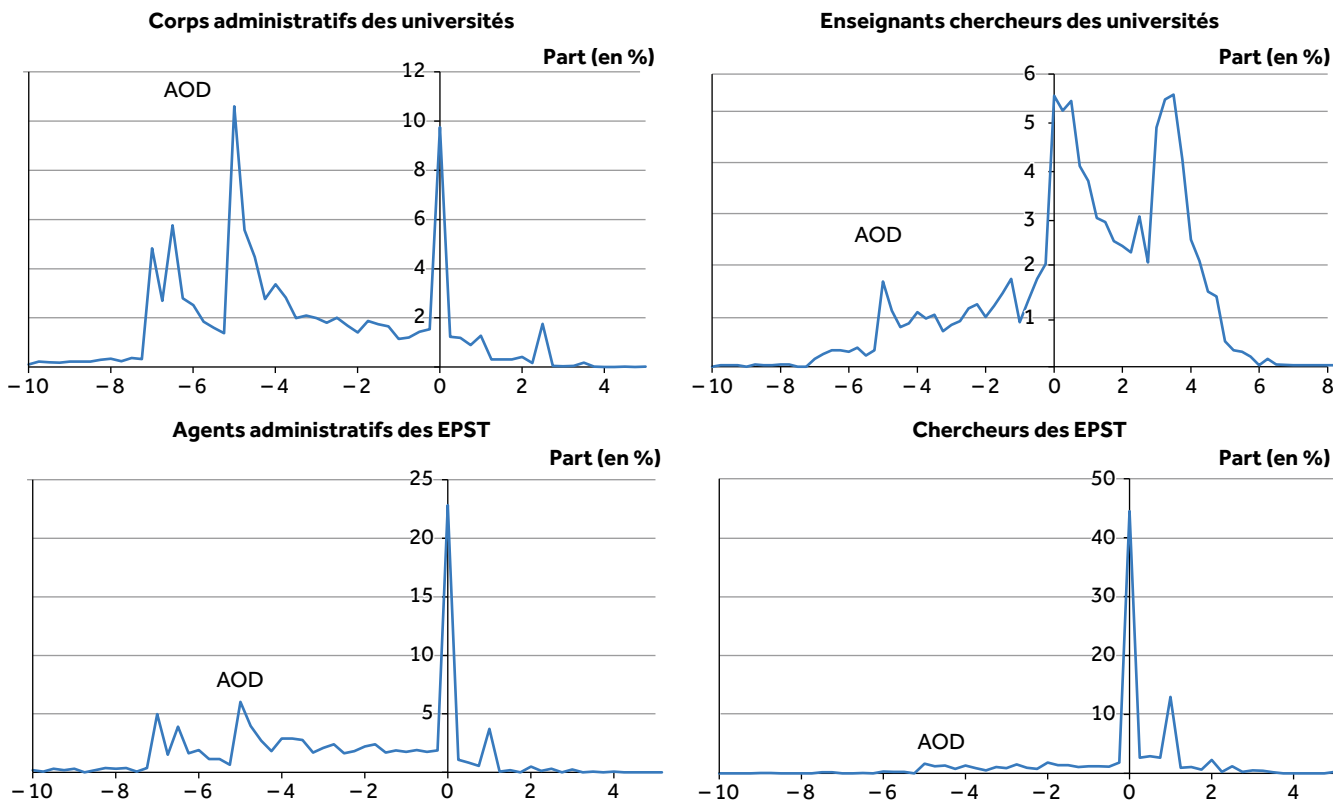 Corps administratifs des universités
Part (en %)
AOD
12
10
8
6
4
2
−10 −8 −6 −4 −2 0 2 4
Enseignants chercheurs des universités
Part (en %)
AOD
6
5
4
3
2
1
−10 −8 −6 −4 −2 0 2 4 6 8
Agents administratifs des EPST
Part (en %)
AOD
25
20
15
10
5
−10 −8 −6 −4 −2 0 2 4
Chercheurs des EPST
Part (en %)
AOD
50
40
30
20
10
−10 −8 −6 −4 −2 0 2 4